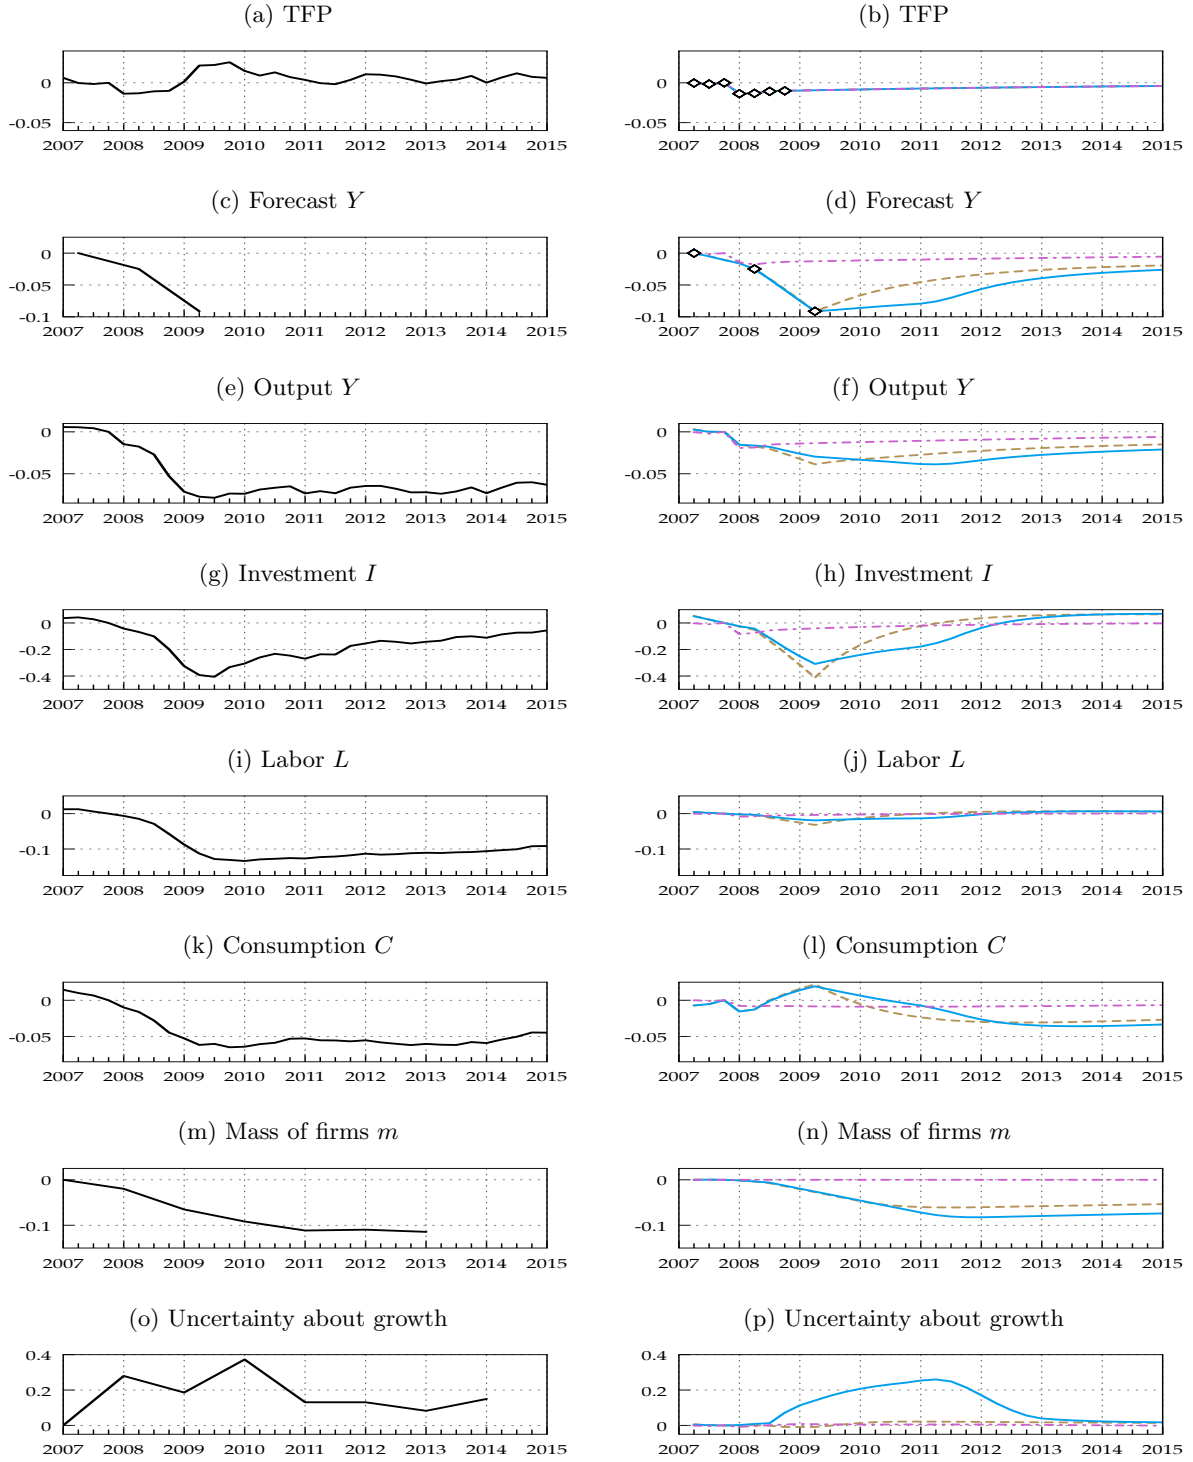 (a) TFP
(b) TFP
0
-0.05
2007 2008 2009 2010 2011 2012 2013 2014 2015
0
-0.05
2007 2008 2009 2010 2011 2012 2013 2014 2015
(c) Forecast Y
(d) Forecast Y
0
-0.05
-0.1
2007 2008 2009 2010 2011 2012 2013 2014 2015
0
-0.05
-0.1
2007 2008 2009 2010 2011 2012 2013 2014 2015
(e) Output Y
(f) Output Y
0
-0.05
2007 2008 2009 2010 2011 2012 2013 2014 2015
0
-0.05
2007 2008 2009 2010 2011 2012 2013 2014 2015
(g) Investment I
(h) Investment I
0
-0.2
-0.4
2007 2008 2009 2010 2011 2012 2013 2014 2015
0
-0.2
-0.4
2007 2008 2009 2010 2011 2012 2013 2014 2015
(i) Labor L
(j) Labor L
0
-0.1
2007 2008 2009 2010 2011 2012 2013 2014 2015
0
-0.1
2007 2008 2009 2010 2011 2012 2013 2014 2015
(k) Consumption C
(l) Consumption C
0
-0.05
2007 2008 2009 2010 2011 2012 2013 2014 2015
0
-0.05
2007 2008 2009 2010 2011 2012 2013 2014 2015
(m) Mass of firms m
(n) Mass of firms m
0
-0.1
2007 2008 2009 2010 2011 2012 2013 2014 2015
0
-0.1
2007 2008 2009 2010 2011 2012 2013 2014 2015
(o) Uncertainty about growth
(p) Uncertainty about growth
0.4
0.2
0
2007 2008 2009 2010 2011 2012 2013 2014 2015
0.4
0.2
0
2007 2008 2009 2010 2011 2012 2013 2014 2015